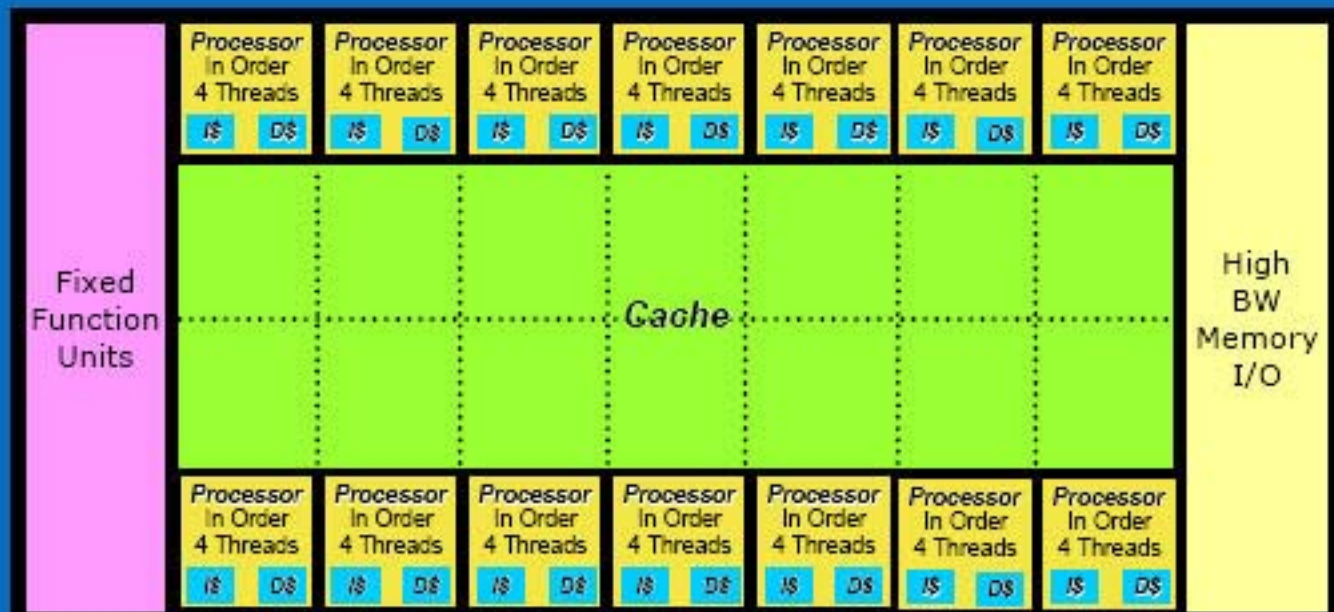 Processor
In Order
4 Threads
I$ D$
Processor
In Order
4 Threads
I$ D$
Processor
In Order
4 Threads
I$ D$
Processor
In Order
4 Threads
I$ D$
Processor
In Order
4 Threads
I$ D$
Processor
In Order
4 Threads
I$ D$
Processor
In Order
4 Threads
I$ D$
Fixed
Function
Units
Cache
High
BW
Memory
I/O
Processor
In Order
4 Threads
I$ D$
Processor
In Order
4 Threads
I$ D$
Processor
In Order
4 Threads
I$ D$
Processor
In Order
4 Threads
I$ D$
Processor
In Order
4 Threads
I$ D$
Processor
In Order
4 Threads
I$ D$
Processor
In Order
4 Threads
I$ D$